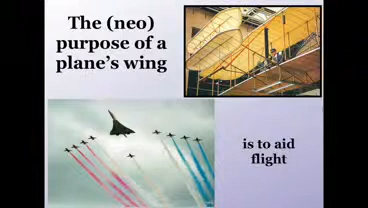 The (neo)
purpose of a
plane's wing
is to aid
flight